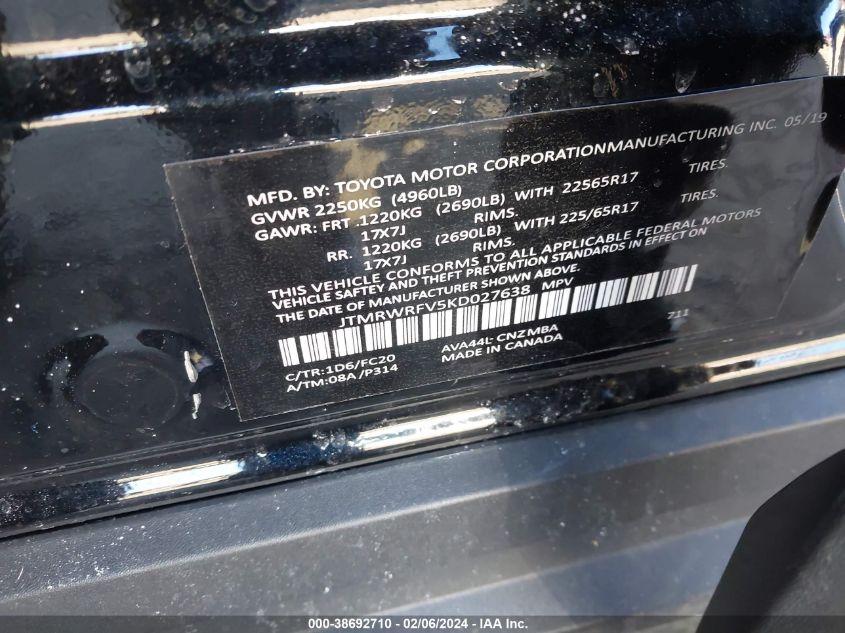 MFD. BY: TOYOTA MOTOR CORPORATIONMANUFACTURING INC. 05/19
GVWR 2250KG (4960LB)
GAWR: FRT .1220KG (2690LB) WITH 22565R17 TIRES.
17X7J RIMS.
RR. 1220KG (2690LB) WITH 225/65R17 TIRES.
17X7J RIMS.
THIS VEHICLE CONFORMS TO ALL APPLICABLE FEDERAL MOTORS
VEHICLE SAFTEY AND THEFT PREVENTION STANDARDS IN EFFECT ON
THE DATE OF MANUFACTURER SHOWN ABOVE.
JTMRWRFV5KD027638 MPV
711
C/TR:1D6/FC20 AVA44L- CNZMBA
A/TM:08A /P314 MADE IN CANADA
000-38692710 - 02/06/2024 - IAA Inc.